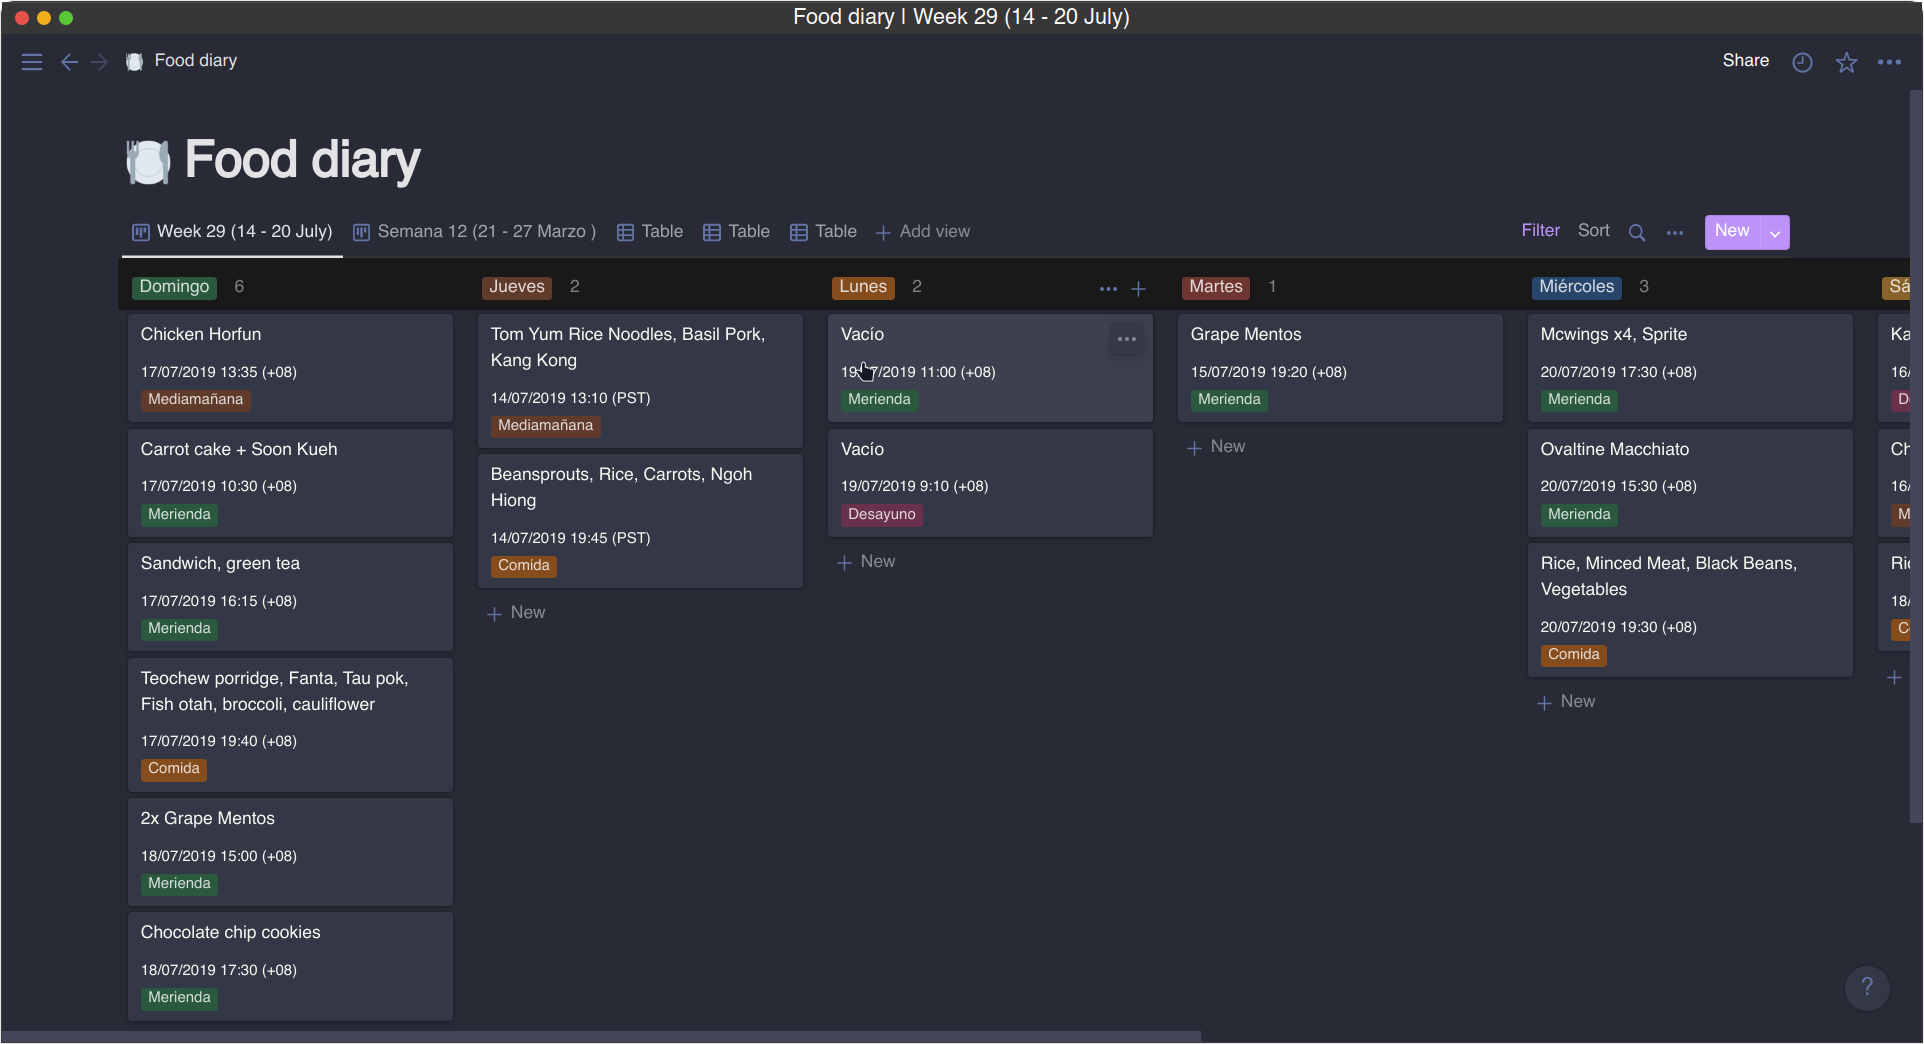 Food diary | Week 29 (14 - 20 July)
Food diary
Share
Food diary
Week 29 (14 - 20 July)
Semana 12 (21 - 27 Marzo )
Table
Table
Table
Add view
Filter
Sort
New
Domingo 6
Chicken Horfun
17/07/2019 13:35 (+08)
Mediamañana
Carrot cake + Soon Kueh
17/07/2019 10:30 (+08)
Merienda
Sandwich, green tea
17/07/2019 16:15 (+08)
Merienda
Teochew porridge, Fanta, Tau pok,
Fish otah, broccoli, cauliflower
17/07/2019 19:40 (+08)
Comida
2x Grape Mentos
18/07/2019 15:00 (+08)
Merienda
Chocolate chip cookies
18/07/2019 17:30 (+08)
Merienda
Jueves 2
Tom Yum Rice Noodles, Basil Pork,
Kang Kong
14/07/2019 13:10 (PST)
Mediamañana
Beansprouts, Rice, Carrots, Ngoh
Hiong
14/07/2019 19:45 (PST)
Comida
New
Lunes 2
Vacío
/2019 11:00 (+08)
Merienda
Vacío
19/07/2019 9:10 (+08)
Desayuno
New
Martes 1
Grape Mentos
15/07/2019 19:20 (+08)
Merienda
New
Miércoles 3
Mcwings x4, Sprite
20/07/2019 17:30 (+08)
Merienda
Ovaltine Macchiato
20/07/2019 15:30 (+08)
Merienda
Rice, Minced Meat, Black Beans,
Vegetables
20/07/2019 19:30 (+08)
Comida
New
Sá
Ka
16/
D
Ch
16/
M
Ric
18/
C
?